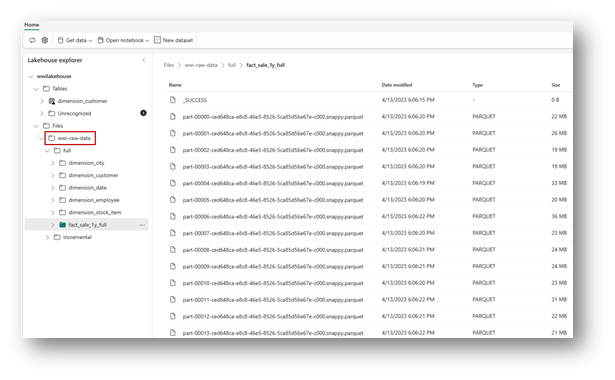 Home
Get data
Open notebook
New dataset
Lakehouse explorer
wwilakehouse
Tables
dimension_customer
Unrecognized
Files
wwi-raw-data
full
dimension_city
dimension_customer
dimension_date
dimension_employee
dimension_stock_item
fact_sale_1y_full
incremental
Files > wwi-raw-data > full > fact_sale_1y_full
Name Date modified Type Size
_SUCCESS 4/13/2023 6:06:15 PM - 0 B
part-00000-ced648ca-e8c8-46e5-8526-5ca85d56e67e-c000.snappy.parquet 4/13/2023 6:06:22 PM PARQUET 22 MB
part-00001-ced648ca-e8c8-46e5-8526-5ca85d56e67e-c000.snappy.parquet 4/13/2023 6:06:21 PM PARQUET 26 MB
part-00002-ced648ca-e8c8-46e5-8526-5ca85d56e67e-c000.snappy.parquet 4/13/2023 6:06:19 PM PARQUET 19 MB
part-00003-ced648ca-e8c8-46e5-8526-5ca85d56e67e-c000.snappy.parquet 4/13/2023 6:06:22 PM PARQUET 19 MB
part-00004-ced648ca-e8c8-46e5-8526-5ca85d56e67e-c000.snappy.parquet 4/13/2023 6:06:19 PM PARQUET 33 MB
part-00005-ced648ca-e8c8-46e5-8526-5ca85d56e67e-c000.snappy.parquet 4/13/2023 6:06:21 PM PARQUET 20 MB
part-00006-ced648ca-e8c8-46e5-8526-5ca85d56e67e-c000.snappy.parquet 4/13/2023 6:06:22 PM PARQUET 36 MB
part-00007-ced648ca-e8c8-46e5-8526-5ca85d56e67e-c000.snappy.parquet 4/13/2023 6:06:20 PM PARQUET 23 MB
part-00008-ced648ca-e8c8-46e5-8526-5ca85d56e67e-c000.snappy.parquet 4/13/2023 6:06:21 PM PARQUET 24 MB
part-00009-ced648ca-e8c8-46e5-8526-5ca85d56e67e-c000.snappy.parquet 4/13/2023 6:06:21 PM PARQUET 24 MB
part-00010-ced648ca-e8c8-46e5-8526-5ca85d56e67e-c000.snappy.parquet 4/13/2023 6:06:20 PM PARQUET 23 MB
part-00011-ced648ca-e8c8-46e5-8526-5ca85d56e67e-c000.snappy.parquet 4/13/2023 6:06:22 PM PARQUET 31 MB
part-00012-ced648ca-e8c8-46e5-8526-5ca85d56e67e-c000.snappy.parquet 4/13/2023 6:06:21 PM PARQUET 22 MB
part-00013-ced648ca-e8c8-46e5-8526-5ca85d56e67e-c000.snappy.parquet 4/13/2023 6:06:22 PM PARQUET 21 MB